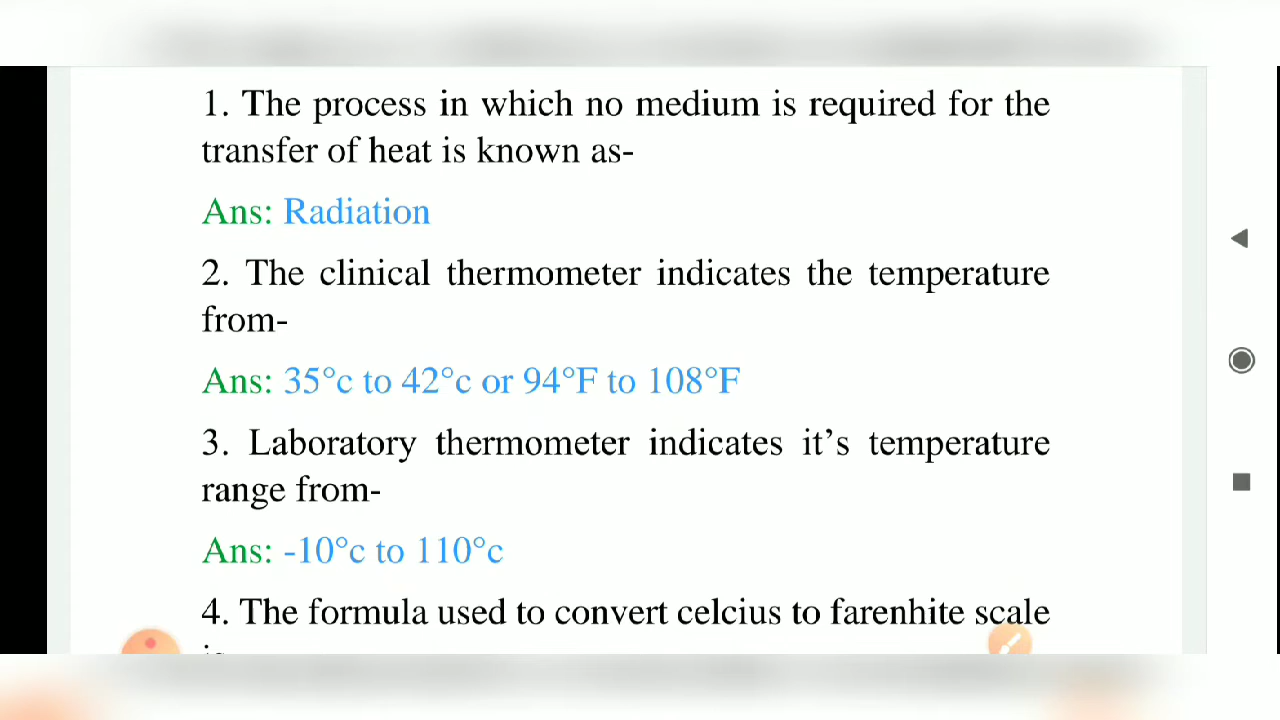 1. The process in which no medium is required for the
transfer of heat is known as-
Ans: Radiation
2. The clinical thermometer indicates the temperature
from-
Ans: 35°c to 42°c or 94°F to 108°F
3. Laboratory thermometer indicates it’s temperature
range from-
Ans: -10°c to 110°c
4. The formula used to convert celcius to farenhite scale